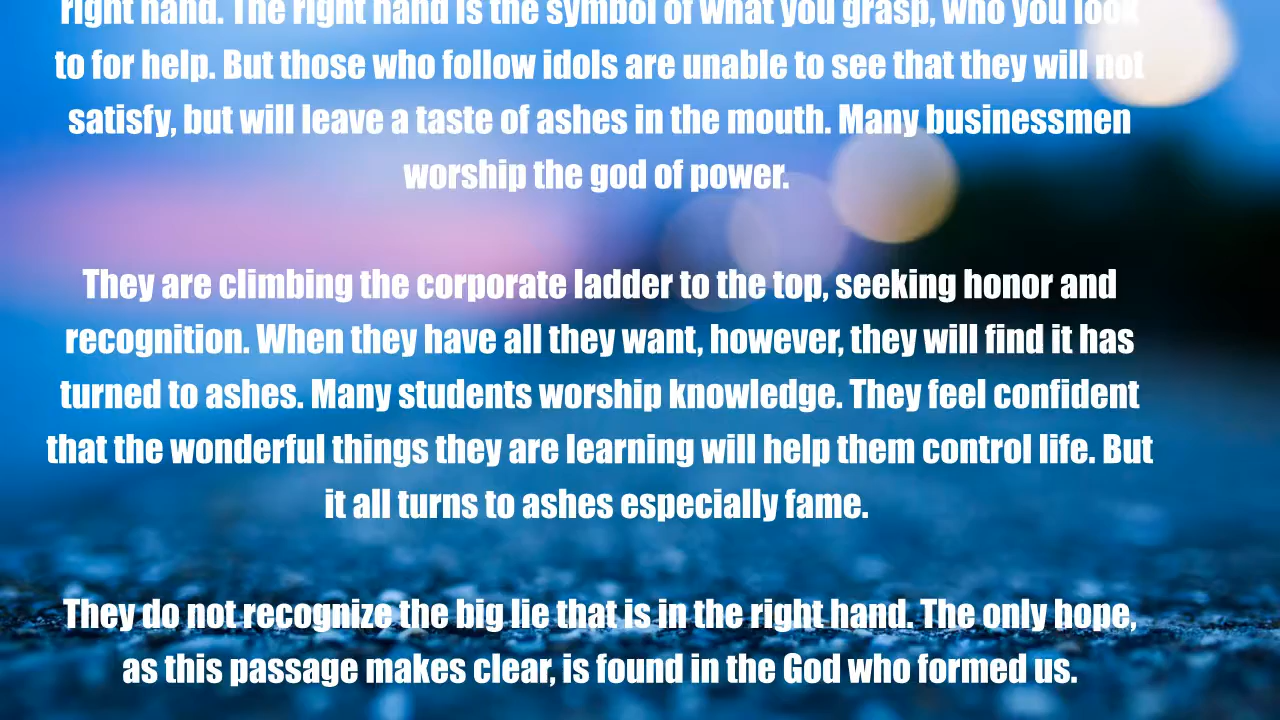 right hand. The right hand is the symbol of what you grasp, who you look
to for help. But those who follow idols are unable to see that they will not
satisfy, but will leave a taste of ashes in the mouth. Many businessmen
worship the god of power.
They are climbing the corporate ladder to the top, seeking honor and
recognition. When they have all they want, however, they will find it has
turned to ashes. Many students worship knowledge. They feel confident
that the wonderful things they are learning will help them control life. But
it all turns to ashes especially fame.
They do not recognize the big lie that is in the right hand. The only hope,
as this passage makes clear, is found in the God who formed us.